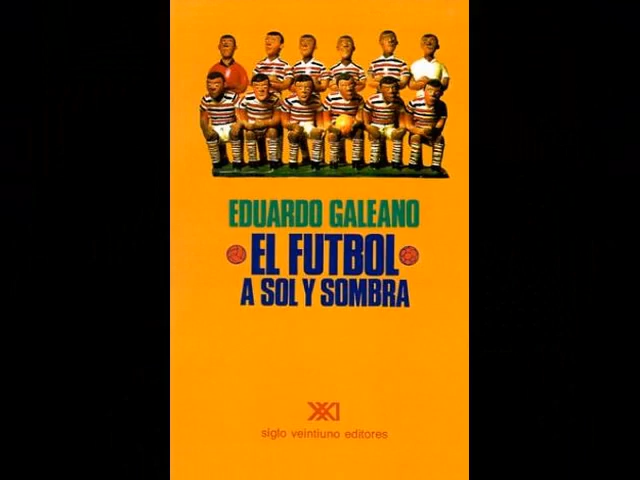 EDUARDO GALEANO
EL FUTBOL
A SOL Y SOMBRA
XXI
siglo veintiuno editores